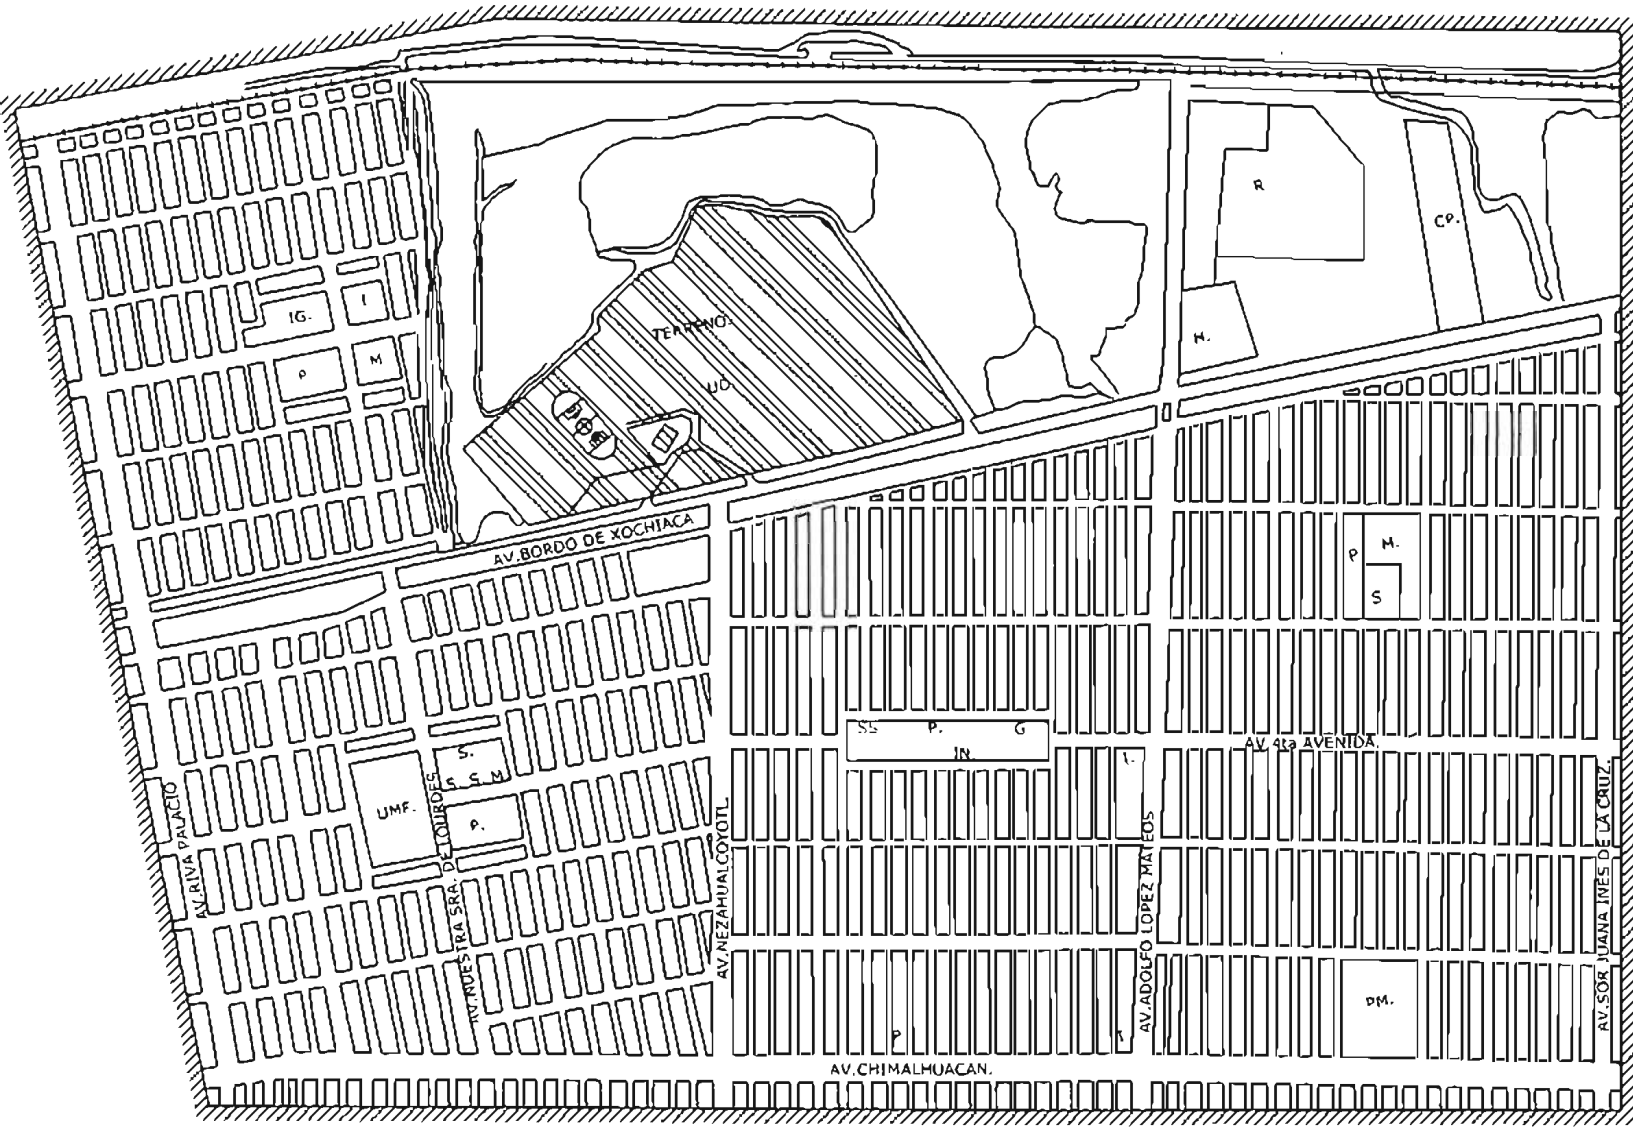 R
CP.
IG.
I
TERRENO.
H.
P
M
UD.
AV.BORDO DE XOCHIACA
P
M.
S
SS
P.
G
IN.
AV.4ta AVENIDA.
S.
S. S. M
I.
UMF.
P.
AV.RIVA PALACIO
AV.NUESTRA SRA. DE LOURDES
AV.NEZAHUALCOYOTL.
AV.ADOLFO LOPEZ MATEOS
AV.SOR JUANA INES DE LA CRUZ.
DM.
P
AV.CHIMALHUACAN.